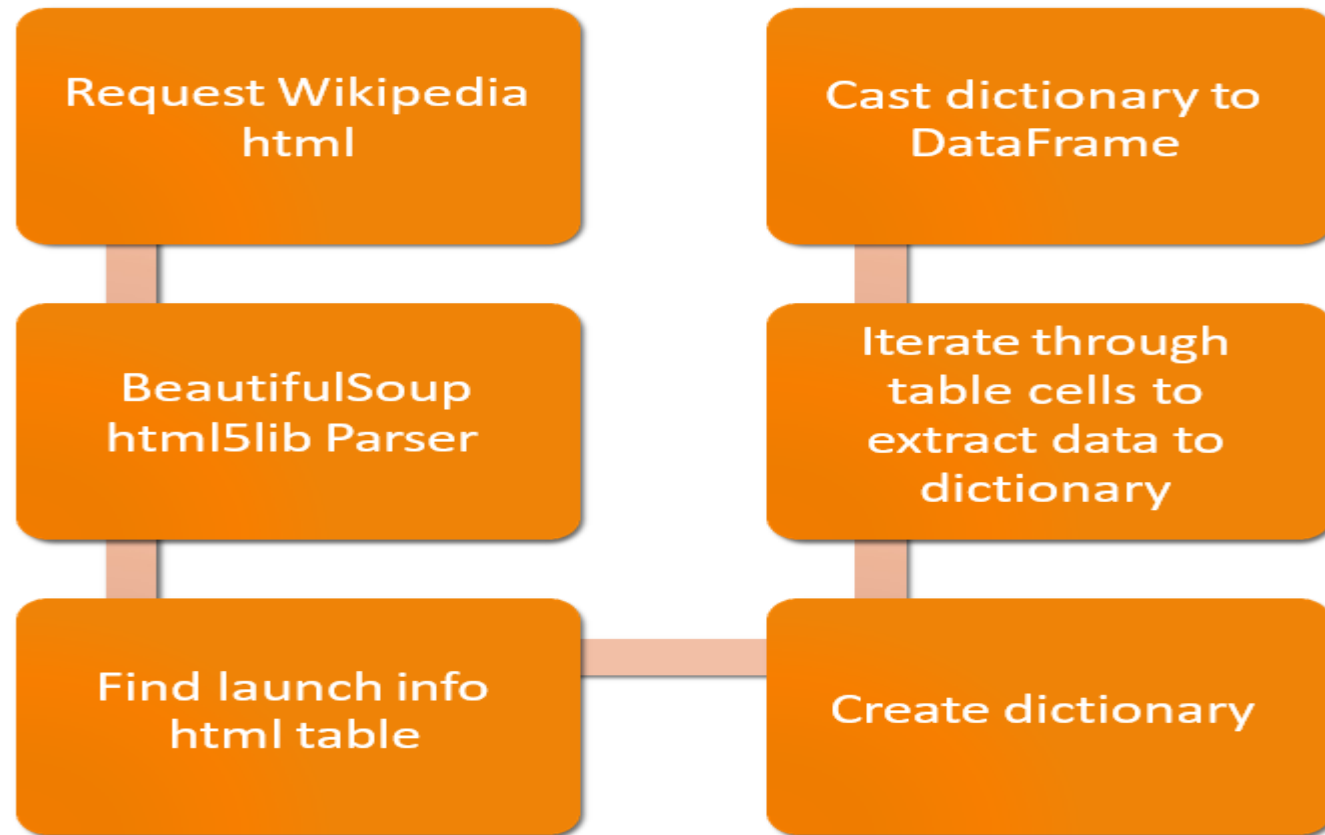 Request Wikipedia
html
BeautifulSoup
html5lib Parser
Find launch info
html table
Create dictionary
Iterate through
table cells to
extract data to
dictionary
Cast dictionary to
DataFrame